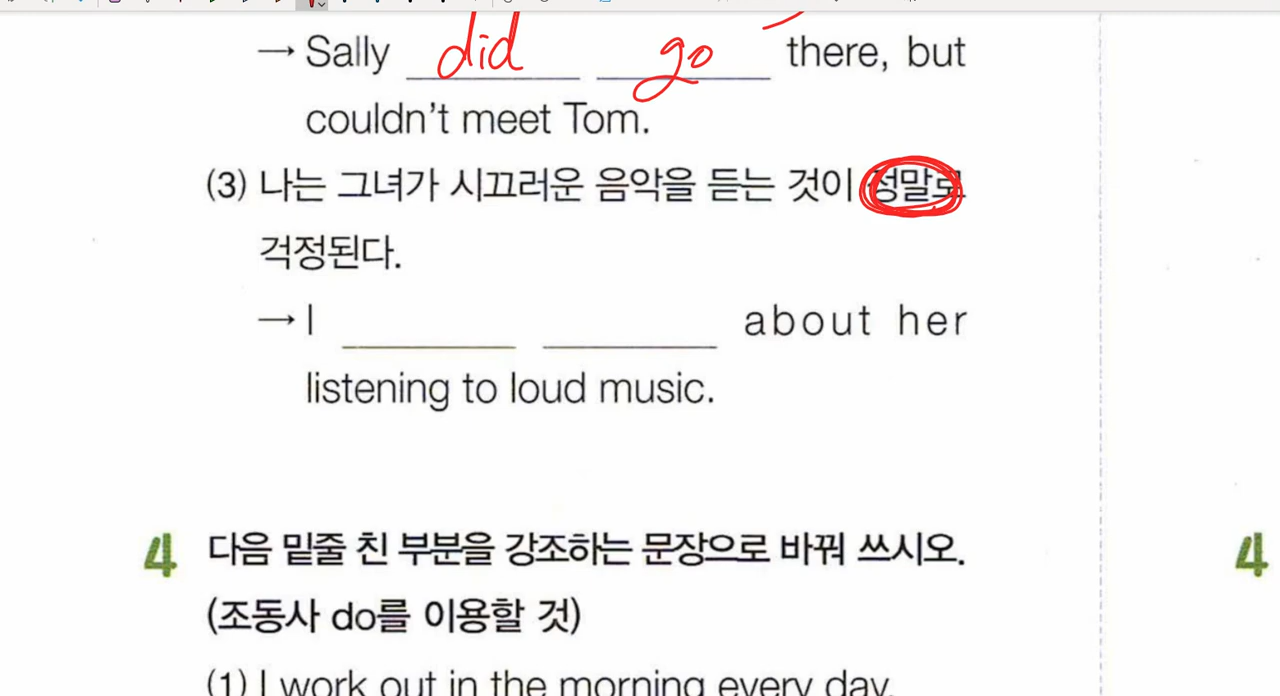 → Sally did go there, but
couldn't meet Tom.
(3) 나는 그녀가 시끄러운 음악을 듣는 것이 정말로
걱정된다.
→ I ______ ______ about her
listening to loud music.
4 다음 밑줄 친 부분을 강조하는 문장으로 바꿔 쓰시오. 4
(조동사 do를 이용할 것)
(1) I work out in the morning every day.